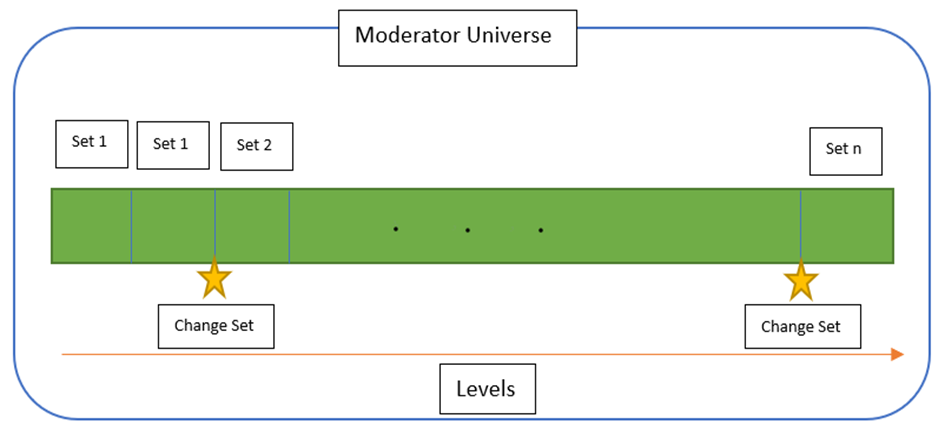 Moderator Universe
Set 1
Set 1
Set 2
Set n
. . .
Change Set
Change Set
Levels